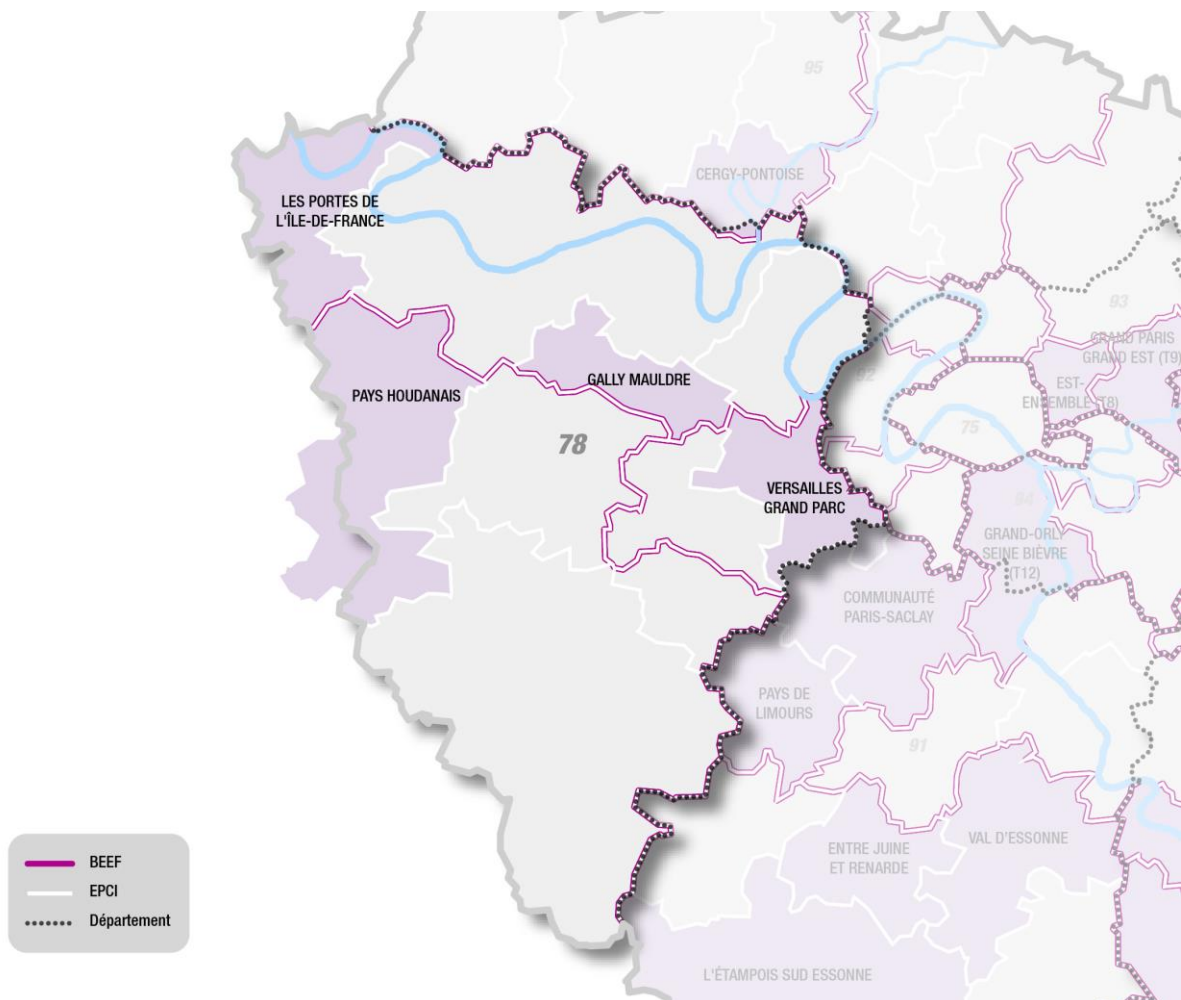 95
CERGY-PONTOISE
LES PORTES DE
L'ÎLE-DE-FRANCE
93
GRAND PARIS
GRAND EST (T9)
92
GALLY MAULDRE
EST-
ENSEMBLE (T8)
PAYS HOUDANAIS
75
78
VERSAILLES
GRAND PARC
94
GRAND-ORLY
SEINE BIÈVRE
(T12)
COMMUNAUTÉ
PARIS-SACLAY
PAYS DE
LIMOURS
91
ENTRE JUINE
ET RENARDE
VAL D'ESSONNE
L'ÉTAMPOIS SUD ESSONNE
BEEF
EPCI
Département